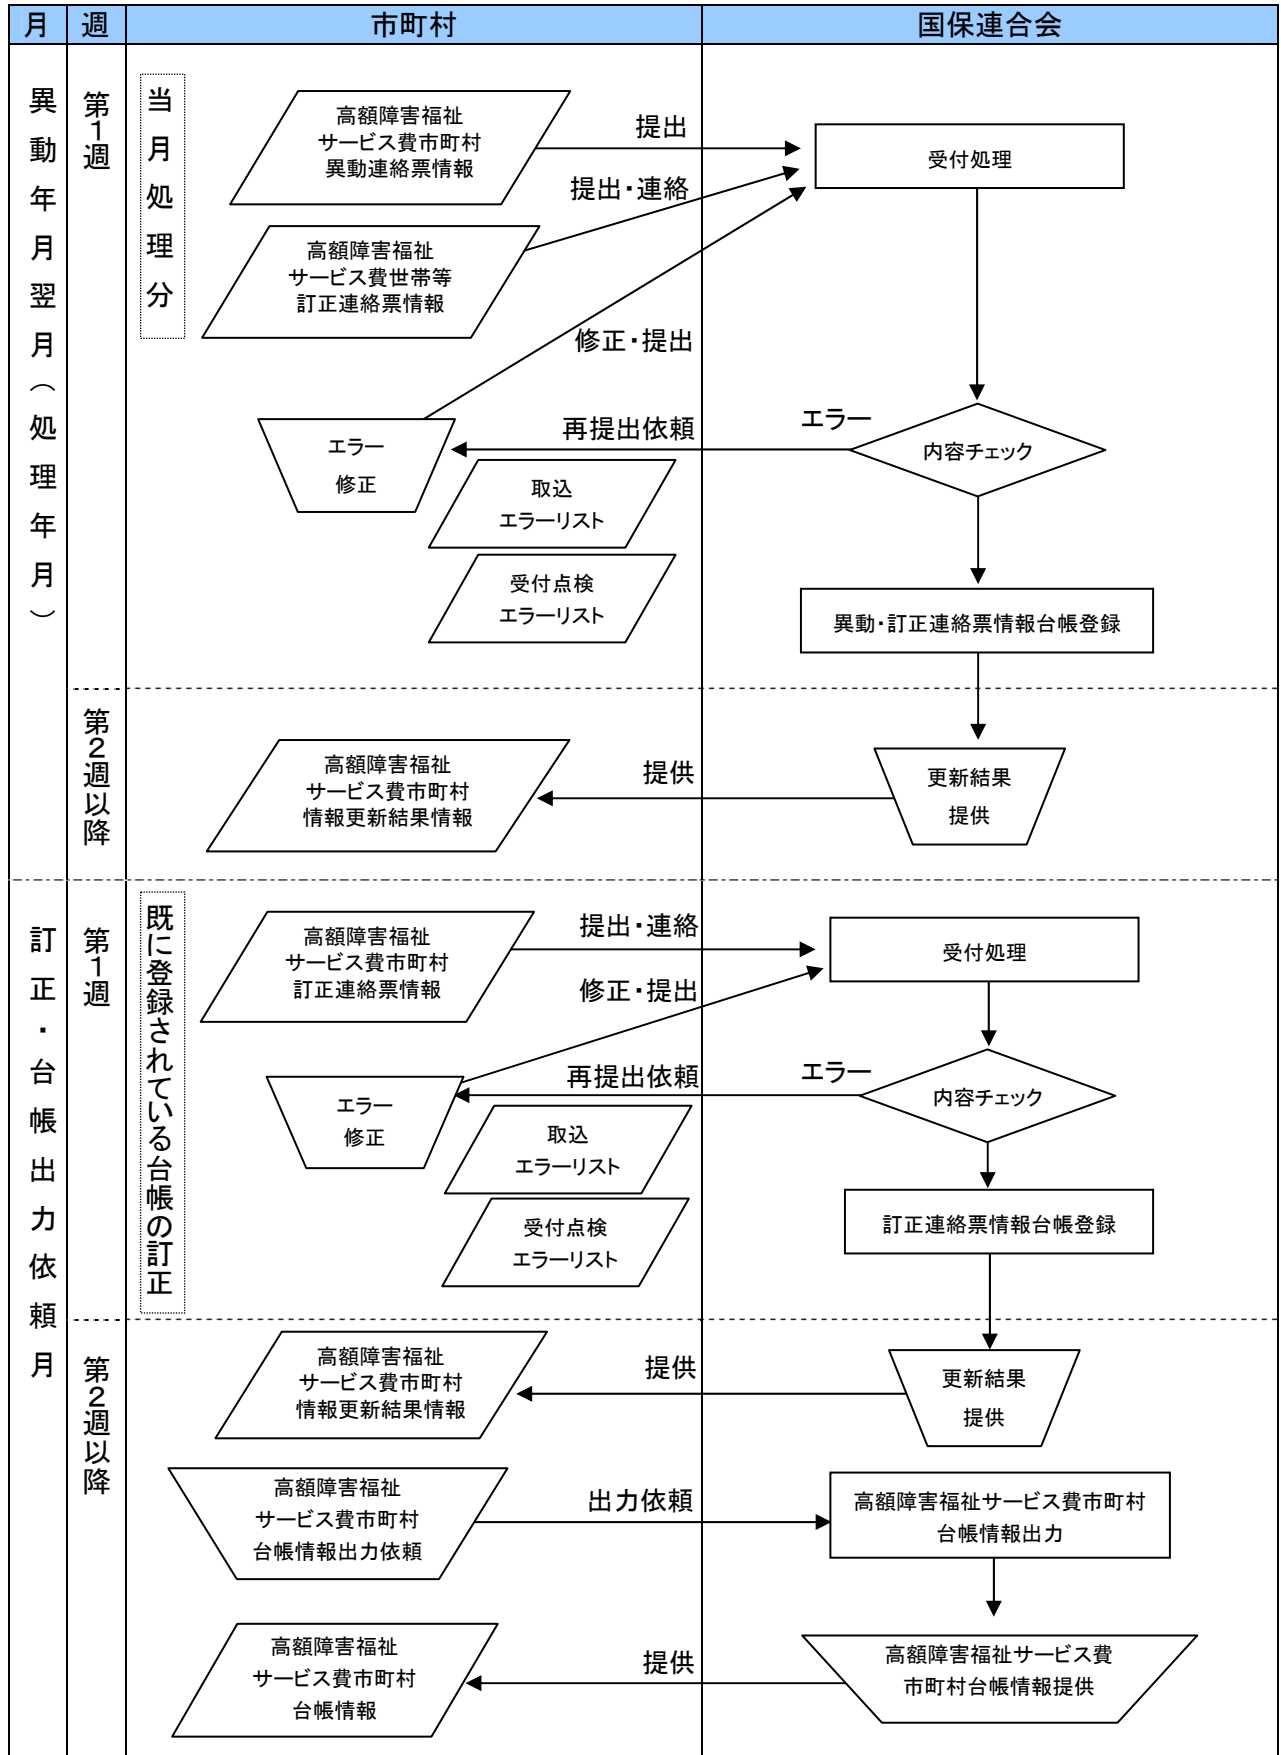 月
週
市町村
国保連合会
異動年月翌月（処理年月）
第1週
当月処理分
高額障害福祉
サービス費市町村
異動連絡票情報
提出
受付処理
提出・連絡
高額障害福祉
サービス費世帯等
訂正連絡票情報
修正・提出
エラー
修正
再提出依頼
エラー
内容チェック
取込
エラーリスト
受付点検
エラーリスト
異動・訂正連絡票情報台帳登録
第2週以降
高額障害福祉
サービス費市町村
情報更新結果情報
提供
更新結果
提供
訂正・台帳出力依頼月
第1週
既に登録されている台帳の訂正
高額障害福祉
サービス費市町村
訂正連絡票情報
提出・連絡
受付処理
修正・提出
エラー
修正
再提出依頼
エラー
内容チェック
取込
エラーリスト
受付点検
エラーリスト
訂正連絡票情報台帳登録
第2週以降
高額障害福祉
サービス費市町村
情報更新結果情報
提供
更新結果
提供
高額障害福祉
サービス費市町村
台帳情報出力依頼
出力依頼
高額障害福祉サービス費市町村
台帳情報出力
高額障害福祉
サービス費市町村
台帳情報
提供
高額障害福祉サービス費
市町村台帳情報提供